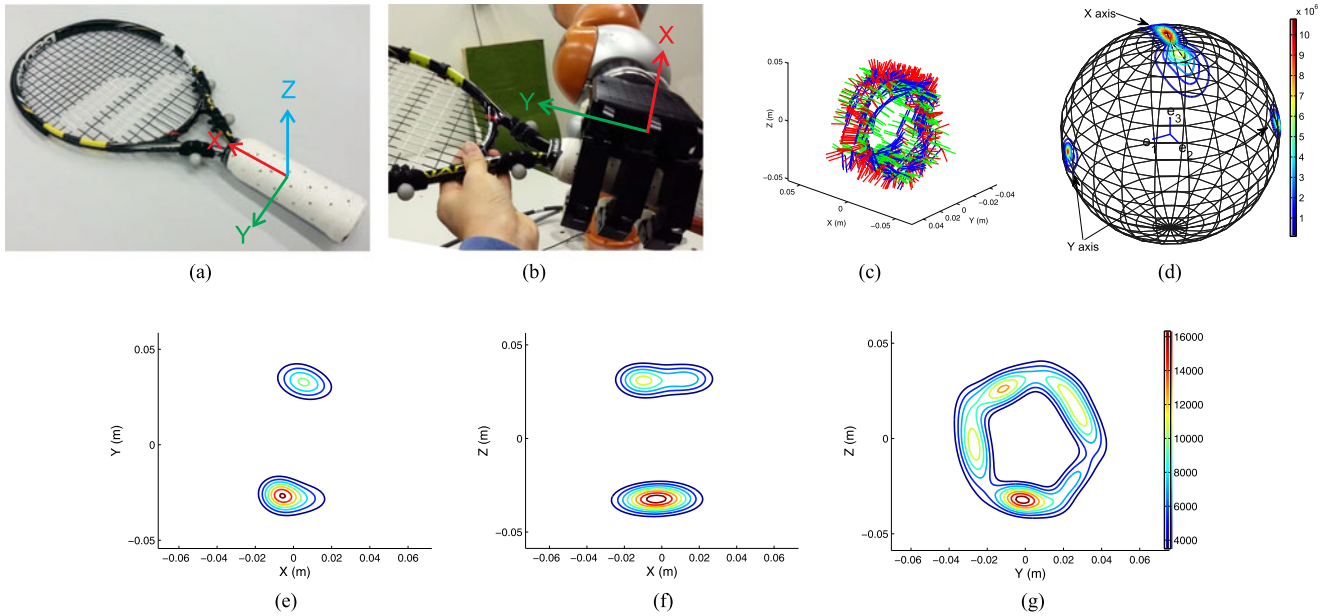 X
Y
Z
(a)
X
Y
(b)
Z (m)
0.05
0
−0.05
0.05
0
−0.05
X (m)
0.04
0.02
0
−0.02
−0.04
Y (m)
(c)
X axis
e3
e2
Y axis
x 10^6
10
9
8
7
6
5
4
3
2
1
(d)
Y (m)
0.05
0
−0.05
−0.06 −0.04 −0.02 0 0.02 0.04 0.06
X (m)
(e)
Z (m)
0.05
0
−0.05
−0.06 −0.04 −0.02 0 0.02 0.04 0.06
X (m)
(f)
Z (m)
0.05
0
−0.05
−0.06 −0.04 −0.02 0 0.02 0.04 0.06
Y (m)
16000
14000
12000
10000
8000
6000
4000
(g)